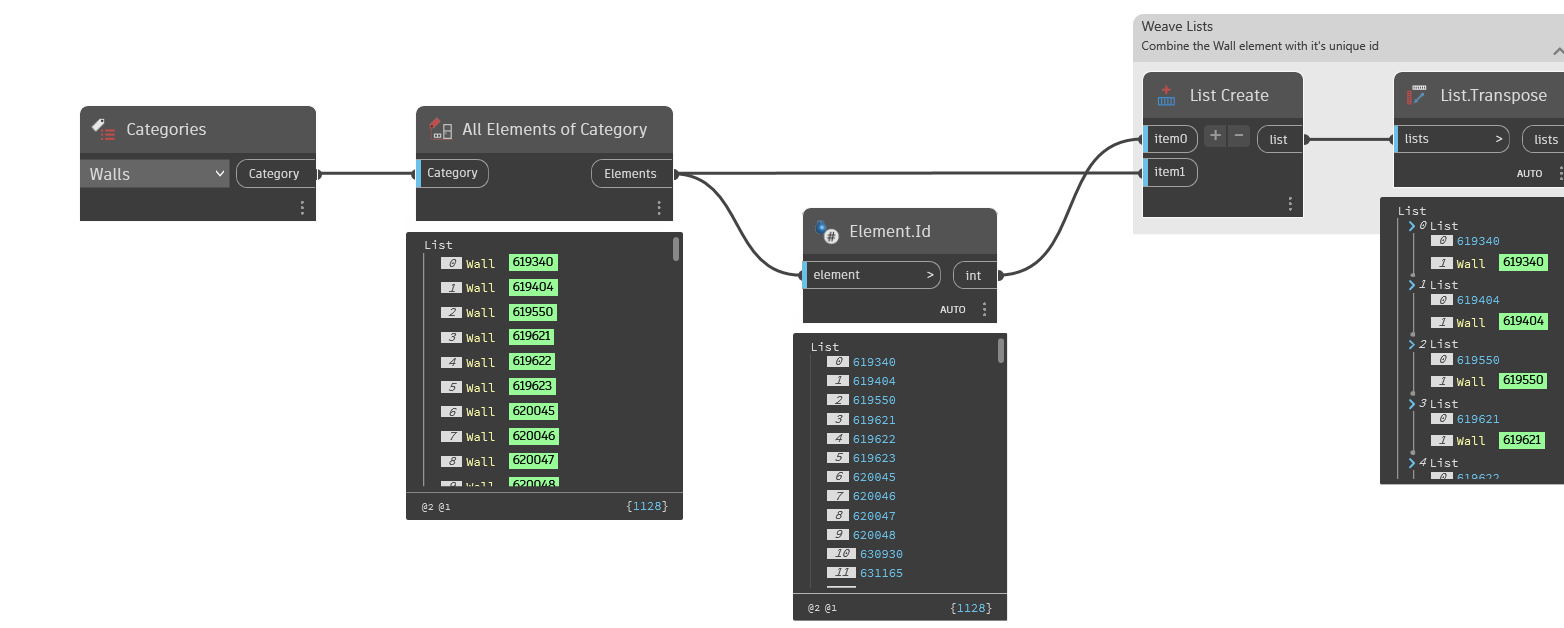 Weave Lists
Combine the Wall element with it's unique id
Categories
Walls
Category
All Elements of Category
Category
Elements
List
0 Wall 619340
1 Wall 619404
2 Wall 619550
3 Wall 619621
4 Wall 619622
5 Wall 619623
6 Wall 620045
7 Wall 620046
8 Wall 620047
9 Wall 620048
@2 @1 {1128}
Element.Id
element >
int
AUTO
List
0 619340
1 619404
2 619550
3 619621
4 619622
5 619623
6 620045
7 620046
8 620047
9 620048
10 630930
11 631165
@2 @1 {1128}
List Create
item0 + - list
item1
List.Transpose
lists >
lists
AUTO
List
0 List
0 619340
1 Wall 619340
1 List
0 619404
1 Wall 619404
2 List
0 619550
1 Wall 619550
3 List
0 619621
1 Wall 619621
4 List
0 619622